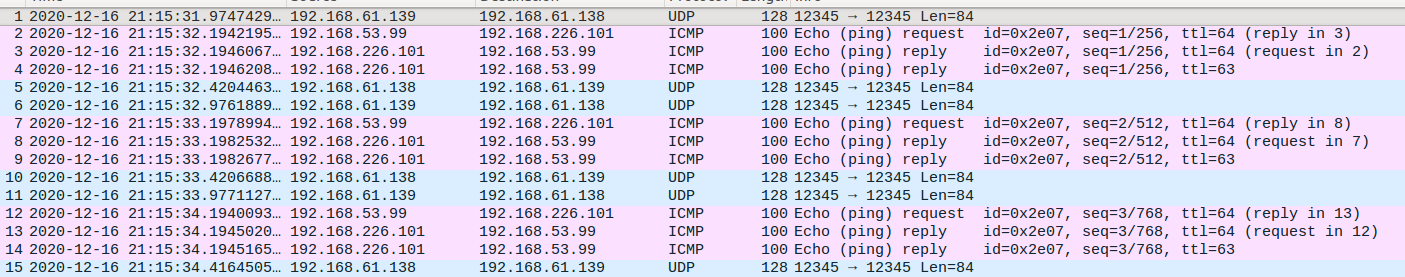 1 2020-12-16 21:15:31.9747429… 192.168.61.139 192.168.61.138 UDP 128 12345 → 12345 Len=84
2 2020-12-16 21:15:32.1942195… 192.168.53.99 192.168.226.101 ICMP 100 Echo (ping) request id=0x2e07, seq=1/256, ttl=64 (reply in 3)
3 2020-12-16 21:15:32.1946067… 192.168.226.101 192.168.53.99 ICMP 100 Echo (ping) reply id=0x2e07, seq=1/256, ttl=64 (request in 2)
4 2020-12-16 21:15:32.1946208… 192.168.226.101 192.168.53.99 ICMP 100 Echo (ping) reply id=0x2e07, seq=1/256, ttl=63
5 2020-12-16 21:15:32.4204463… 192.168.61.138 192.168.61.139 UDP 128 12345 → 12345 Len=84
6 2020-12-16 21:15:32.9761889… 192.168.61.139 192.168.61.138 UDP 128 12345 → 12345 Len=84
7 2020-12-16 21:15:33.1978994… 192.168.53.99 192.168.226.101 ICMP 100 Echo (ping) request id=0x2e07, seq=2/512, ttl=64 (reply in 8)
8 2020-12-16 21:15:33.1982532… 192.168.226.101 192.168.53.99 ICMP 100 Echo (ping) reply id=0x2e07, seq=2/512, ttl=64 (request in 7)
9 2020-12-16 21:15:33.1982677… 192.168.226.101 192.168.53.99 ICMP 100 Echo (ping) reply id=0x2e07, seq=2/512, ttl=63
10 2020-12-16 21:15:33.4206688… 192.168.61.138 192.168.61.139 UDP 128 12345 → 12345 Len=84
11 2020-12-16 21:15:33.9771127… 192.168.61.139 192.168.61.138 UDP 128 12345 → 12345 Len=84
12 2020-12-16 21:15:34.1940093… 192.168.53.99 192.168.226.101 ICMP 100 Echo (ping) request id=0x2e07, seq=3/768, ttl=64 (reply in 13)
13 2020-12-16 21:15:34.1945020… 192.168.226.101 192.168.53.99 ICMP 100 Echo (ping) reply id=0x2e07, seq=3/768, ttl=64 (request in 12)
14 2020-12-16 21:15:34.1945165… 192.168.226.101 192.168.53.99 ICMP 100 Echo (ping) reply id=0x2e07, seq=3/768, ttl=63
15 2020-12-16 21:15:34.4164505… 192.168.61.138 192.168.61.139 UDP 128 12345 → 12345 Len=84